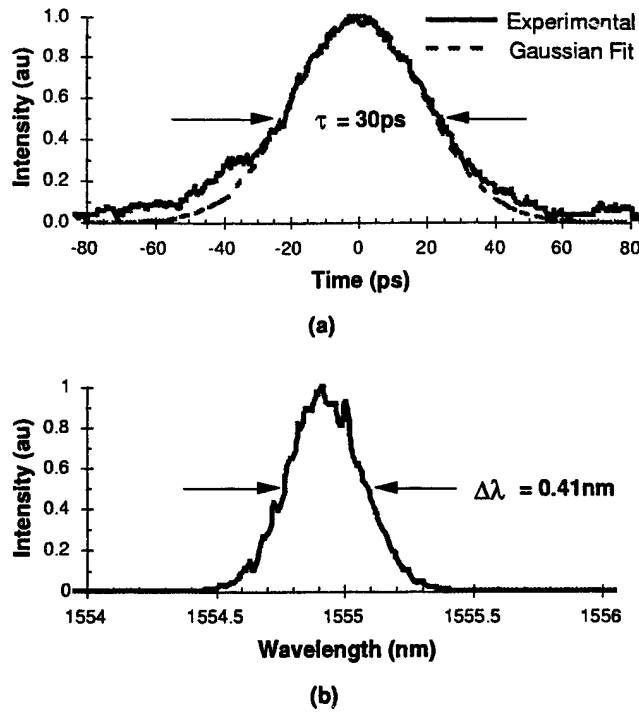 Experimental
Gaussian Fit
Intensity (au)
1.0
0.8
0.6
0.4
0.2
0.0
τ = 30ps
-80 -60 -40 -20 0 20 40 60 80
Time (ps)
(a)
Intensity (au)
1
0.8
0.6
0.4
0.2
0
Δλ = 0.41nm
1554 1554.5 1555 1555.5 1556
Wavelength (nm)
(b)